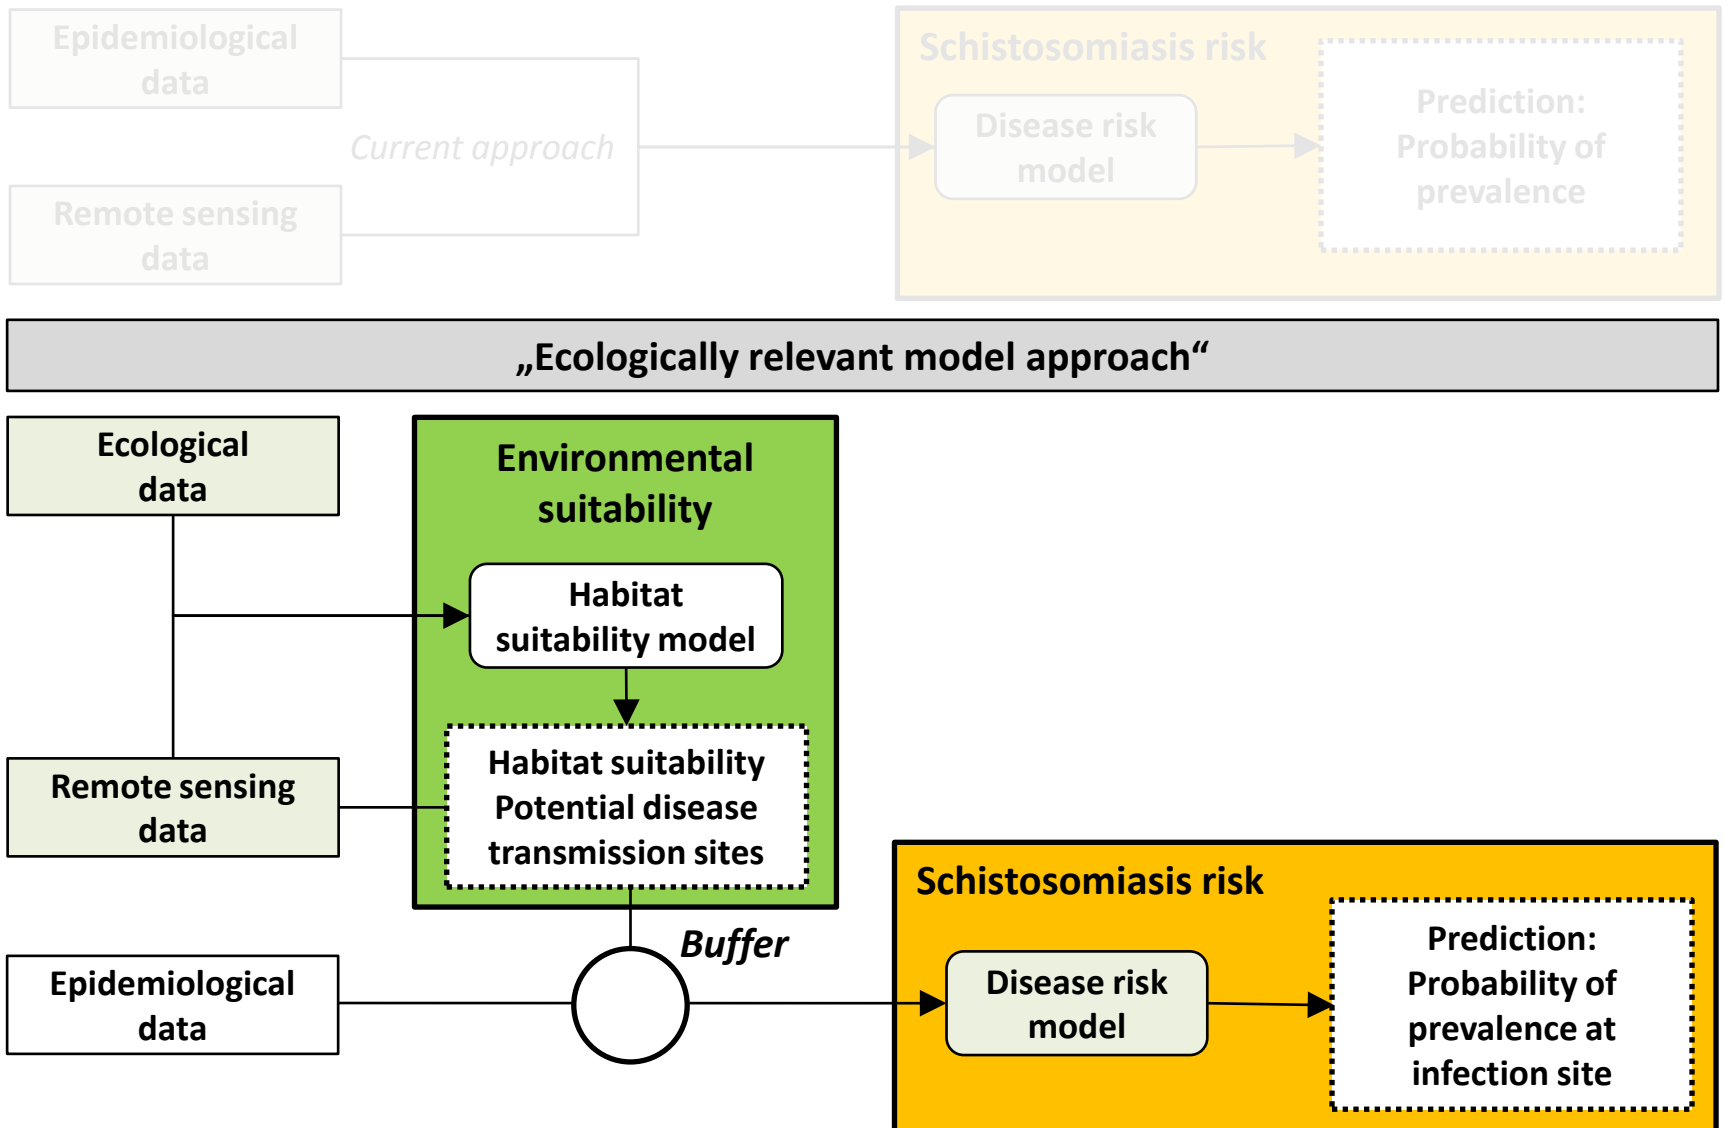 Epidemiological
data
Current approach
Remote sensing
data
Schistosomiasis risk
Disease risk
model
Prediction:
Probability of
prevalence
„Ecologically relevant model approach“
Ecological
data
Environmental
suitability
Habitat
suitability model
Remote sensing
data
Habitat suitability
Potential disease
transmission sites
Buffer
Epidemiological
data
Schistosomiasis risk
Disease risk
model
Prediction:
Probability of
prevalence at
infection site